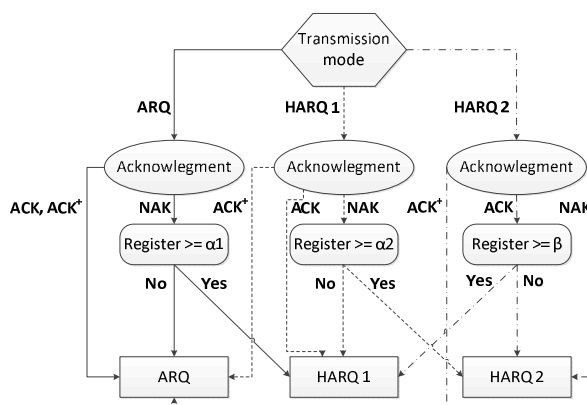 Transmission
mode
ARQ
HARQ 1
HARQ 2
Acknowlegment
Acknowlegment
Acknowlegment
ACK, ACK+
NAK
ACK+
ACK
NAK
ACK+
ACK
NAK
Register >= α1
Register >= α2
Register >= β
No
Yes
No
Yes
Yes
No
ARQ
HARQ 1
HARQ 2